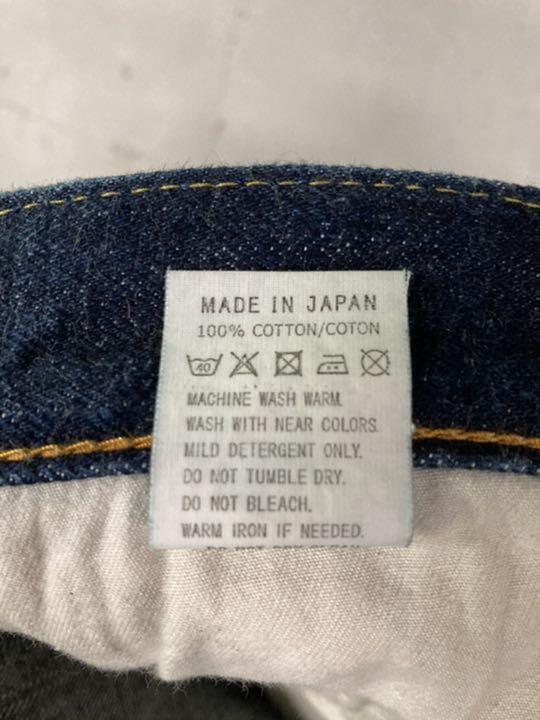 MADE IN JAPAN
100% COTTON/COTON
40
MACHINE WASH WARM.
WASH WITH NEAR COLORS.
MILD DETERGENT ONLY.
DO NOT TUMBLE DRY.
DO NOT BLEACH.
WARM IRON IF NEEDED.